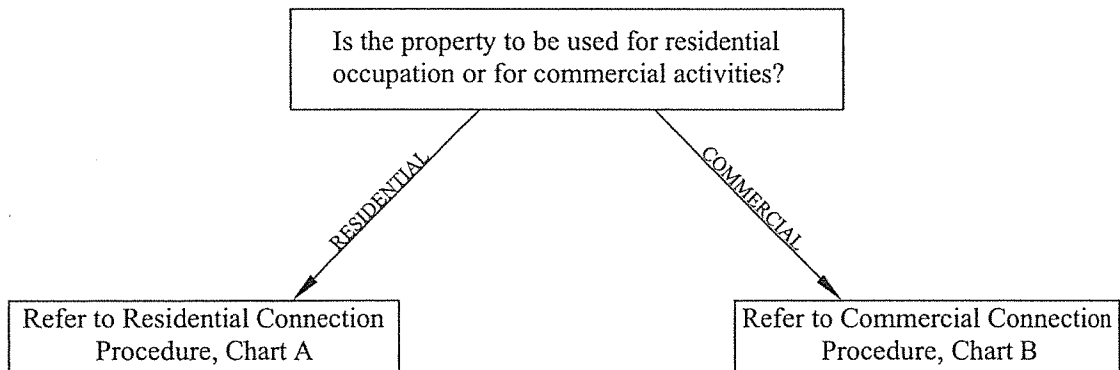 Is the property to be used for residential
occupation or for commercial activities?
RESIDENTIAL
COMMERCIAL
Refer to Residential Connection
Procedure, Chart A
Refer to Commercial Connection
Procedure, Chart B